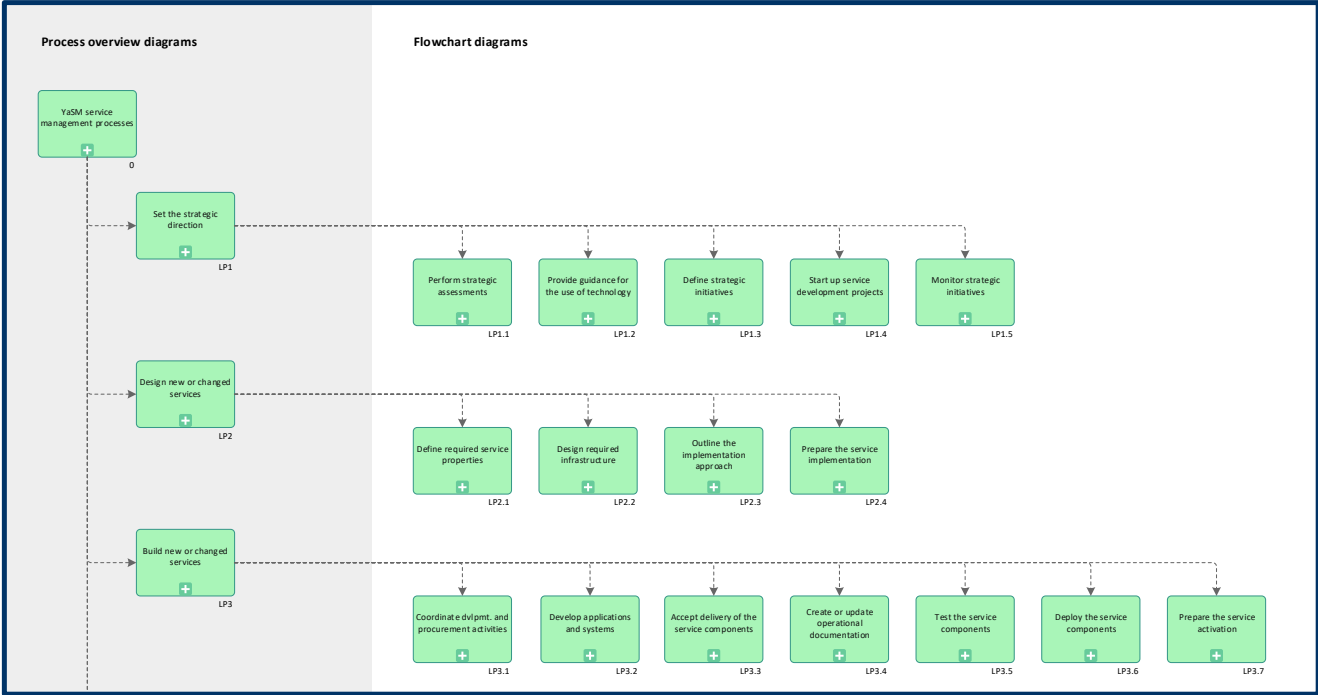 Process overview diagrams
Flowchart diagrams
YaSM service
management processes
0
Set the strategic
direction
LP1
Perform strategic
assessments
LP1.1
Provide guidance for
the use of technology
LP1.2
Define strategic
initiatives
LP1.3
Start up service
development projects
LP1.4
Monitor strategic
initiatives
LP1.5
Design new or changed
services
LP2
Define required service
properties
LP2.1
Design required
infrastructure
LP2.2
Outline the
implementation
approach
LP2.3
Prepare the service
implementation
LP2.4
Build new or changed
services
LP3
Coordinate dvlpmt. and
procurement activities
LP3.1
Develop applications
and systems
LP3.2
Accept delivery of the
service components
LP3.3
Create or update
operational
documentation
LP3.4
Test the service
components
LP3.5
Deploy the service
components
LP3.6
Prepare the service
activation
LP3.7